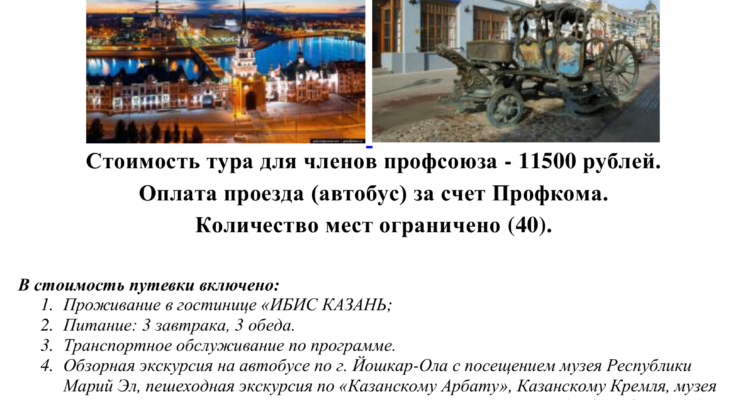 Стоимость тура для членов профсоюза - 11500 рублей.
Оплата проезда (автобус) за счет Профкома.
Количество мест ограничено (40).
В стоимость путевки включено:
1. Проживание в гостинице «ИБИС КАЗАНЬ;
2. Питание: 3 завтрака, 3 обеда.
3. Транспортное обслуживание по программе.
4. Обзорная экскурсия на автобусе по г. Йошкар-Ола с посещением музея Республики
Марий Эл, пешеходная экскурсия по «Казанскому Арбату», Казанскому Кремля, музея